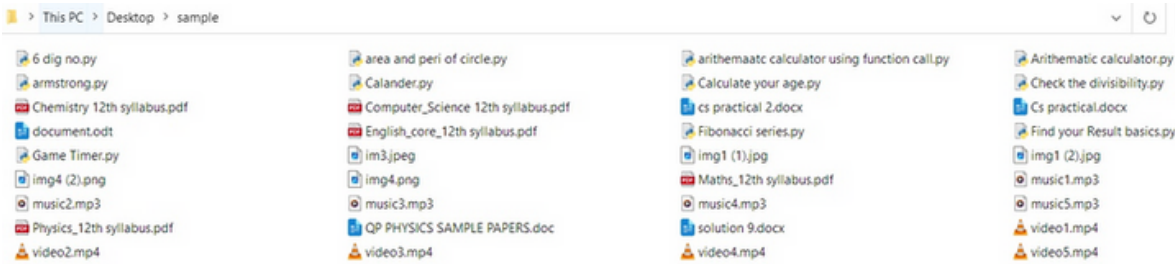 This PC > Desktop > sample
6 dig no.py area and peri of circle.py arithemaatc calculator using function call.py Arithematic calculator.py
armstrong.py Calander.py Calculate your age.py Check the divisibility.py
Chemistry 12th syllabus.pdf Computer_Science 12th syllabus.pdf cs practical 2.docx Cs practical.docx
document.odt English_core_12th syllabus.pdf Fibonacci series.py Find your Result basics.py
Game Timer.py im3.jpeg img1 (1).jpg img1 (2).jpg
img4 (2).png img4.png Maths_12th syllabus.pdf music1.mp3
music2.mp3 music3.mp3 music4.mp3 music5.mp3
Physics_12th syllabus.pdf QP PHYSICS SAMPLE PAPERS.doc solution 9.docx video1.mp4
video2.mp4 video3.mp4 video4.mp4 video5.mp4